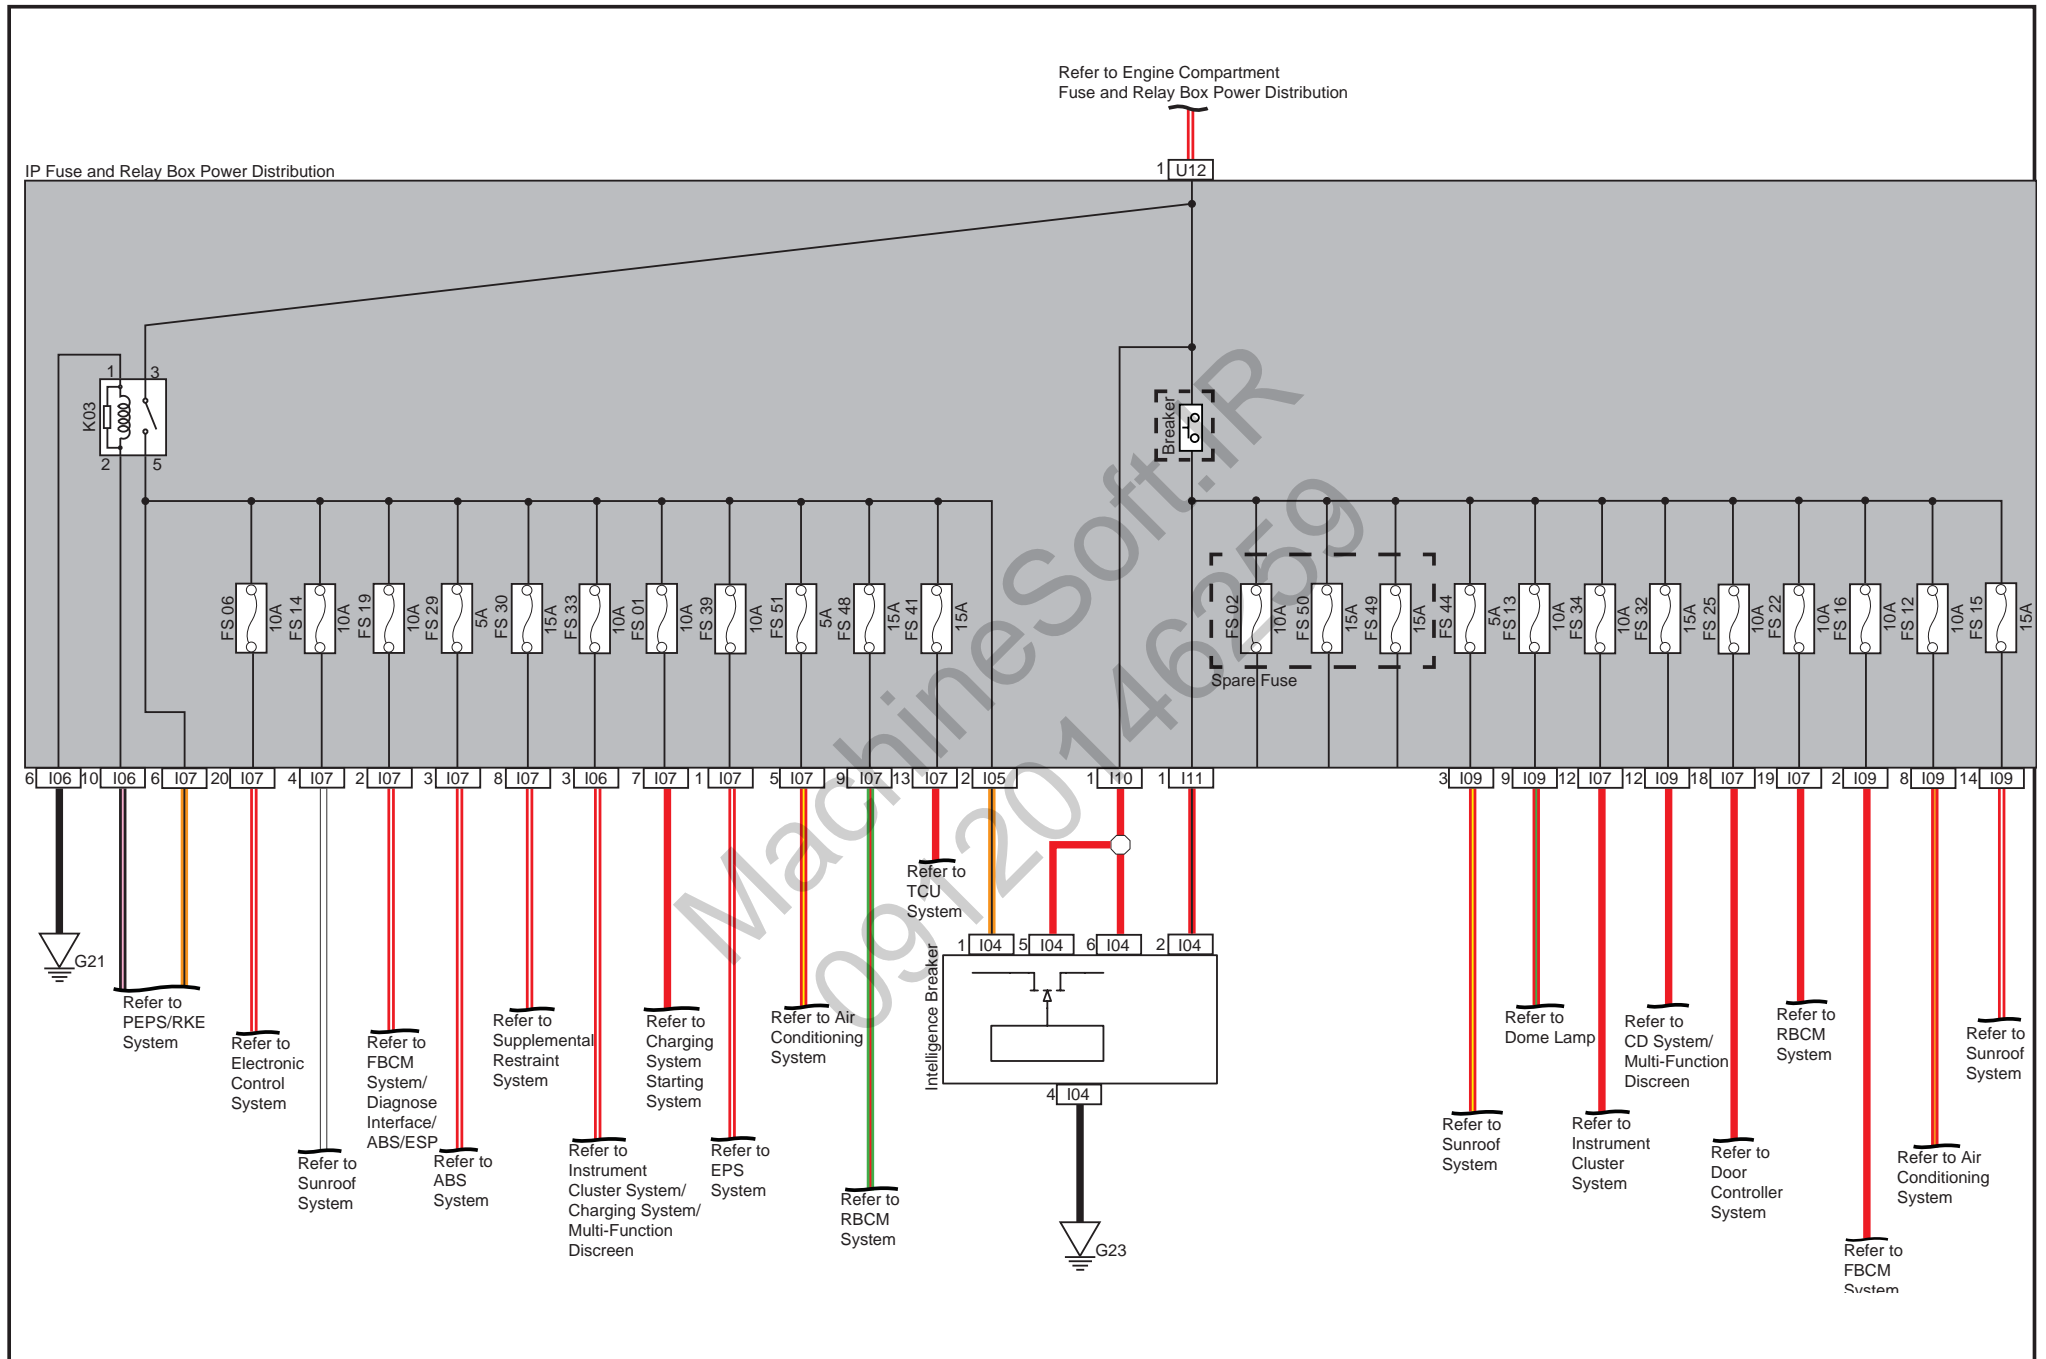 Refer to Engine Compartment
Fuse and Relay Box Power Distribution
1 U12
IP Fuse and Relay Box Power Distribution
1 3
K03
2 5
Breaker
FS 06 10A
FS 14 10A
FS 19 10A
FS 29 5A
FS 30 15A
FS 33 10A
FS 01 10A
FS 39 10A
FS 51 5A
FS 48 15A
FS 41 15A
FS 02 10A
FS 50 15A
FS 49 15A
FS 44 5A
FS 13 10A
FS 34 10A
FS 32 15A
FS 25 10A
FS 22 10A
FS 16 10A
FS 12 10A
FS 15 15A
Spare Fuse
6 I06 10 I06 6 I07 20 I07 4 I07 2 I07 3 I07 8 I07 3 I06 7 I07 1 I07 5 I07 9 I07 13 I07 2 I05 1 I10 1 I11 3 I09 9 I09 12 I07 12 I09 18 I07 19 I07 2 I09 8 I09 14 I09
G21
Refer to
PEPS/RKE
System
Refer to
Electronic
Control
System
Refer to
Sunroof
System
Refer to
FBCM
System/
Diagnose
Interface/
ABS/ESP
Refer to
ABS
System
Refer to
Supplemental
Restraint
System
Refer to
Instrument
Cluster System/
Charging System/
Multi-Function
Discreen
Refer to
Charging
System
Starting
System
Refer to
EPS
System
Refer to Air
Conditioning
System
Refer to
RBCM
System
Refer to
TCU
System
1 I04 5 I04 6 I04 2 I04
Intelligence Breaker
4 I04
G23
Refer to
Sunroof
System
Refer to
Dome Lamp
Refer to
Instrument
Cluster
System
Refer to
CD System/
Multi-Function
Discreen
Refer to
Door
Controller
System
Refer to
RBCM
System
Refer to
FBCM
System
Refer to Air
Conditioning
System
Refer to
Sunroof
System
MachineSoft.IR
09120146259